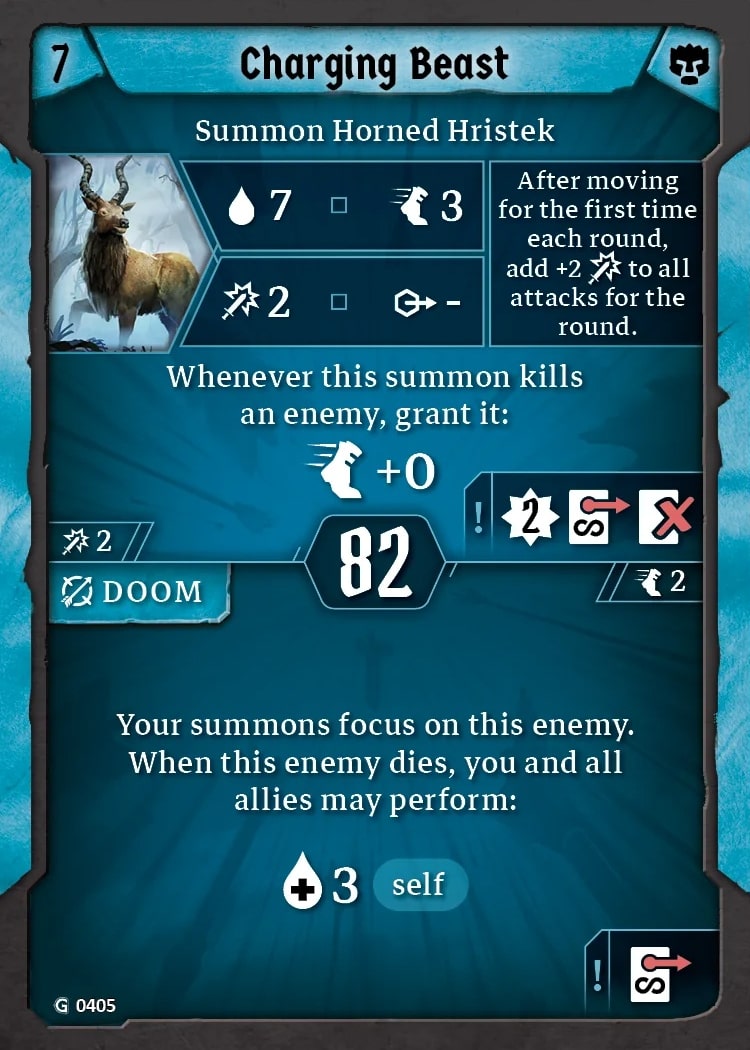 7
Charging Beast
Summon Horned Hristek
7
3
2
-
After moving
for the first time
each round,
add +2 to all
attacks for the
round.
Whenever this summon kills
an enemy, grant it:
+0
! 2
2
82
DOOM
2
Your summons focus on this enemy.
When this enemy dies, you and all
allies may perform:
3 self
!
G 0405